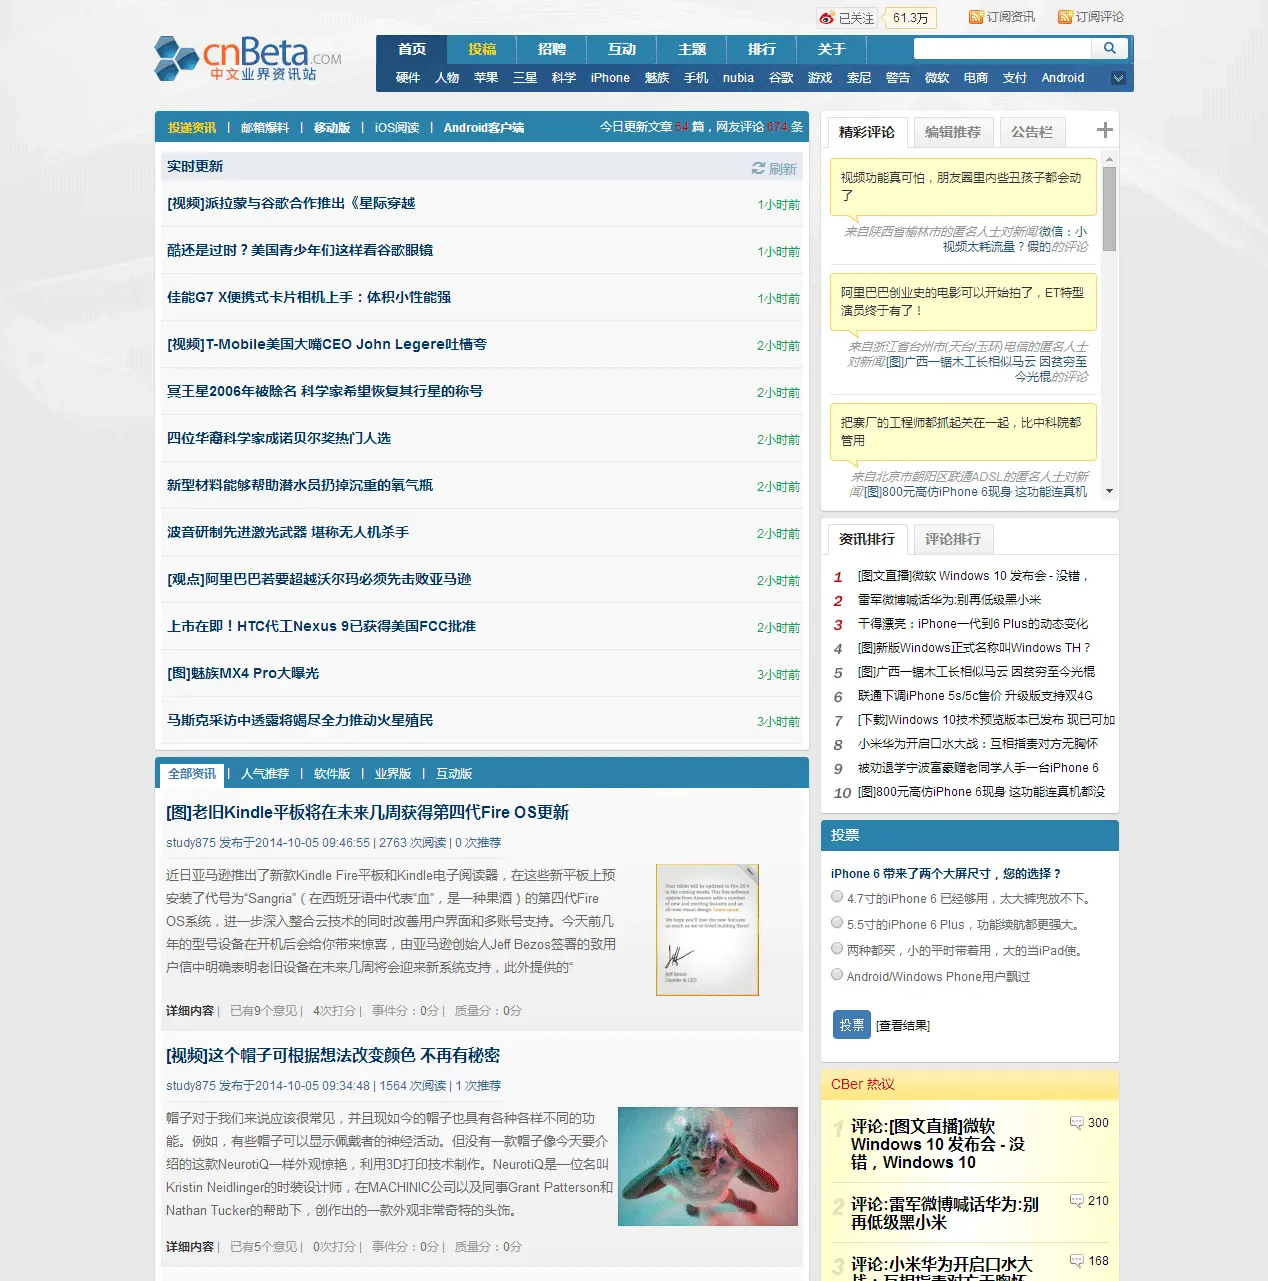 已关注 61.3万 订阅资讯 订阅评论
cnBeta.COM
中文业界资讯站
首页 投稿 招聘 互动 主题 排行 关于
硬件 人物 苹果 三星 科学 iPhone 魅族 手机 nubia 谷歌 游戏 索尼 警告 微软 电商 支付 Android
投递资讯 | 邮箱爆料 | 移动版 | iOS阅读 | Android客户端 今日更新文章 54 篇，网友评论 674 条
实时更新 刷新
[视频]派拉蒙与谷歌合作推出《星际穿越 1小时前
酷还是过时？美国青少年们这样看谷歌眼镜 1小时前
佳能G7 X便携式卡片相机上手：体积小性能强 1小时前
[视频]T-Mobile美国大嘴CEO John Legere吐槽夸 2小时前
冥王星2006年被除名 科学家希望恢复其行星的称号 2小时前
四位华裔科学家成诺贝尔奖热门人选 2小时前
新型材料能够帮助潜水员扔掉沉重的氧气瓶 2小时前
波音研制先进激光武器 堪称无人机杀手 2小时前
[观点]阿里巴巴若要超越沃尔玛必须先击败亚马逊 2小时前
上市在即！HTC代工Nexus 9已获得美国FCC批准 2小时前
[图]魅族MX4 Pro大曝光 3小时前
马斯克采访中透露将竭尽全力推动火星殖民 3小时前
全部资讯 | 人气推荐 | 软件版 | 业界版 | 互动版
[图]老旧Kindle平板将在未来几周获得第四代Fire OS更新
study875 发布于2014-10-05 09:46:55 | 2763 次阅读 | 0 次推荐
近日亚马逊推出了新款Kindle Fire平板和Kindle电子阅读器，在这些新平板上预
安装了代号为“Sangria”（在西班牙语中代表“血”，是一种果酒）的第四代Fire
OS系统，进一步深入整合云技术的同时改善用户界面和多账号支持。今天前几
年的型号设备在开机后会给你带来惊喜，由亚马逊创始人Jeff Bezos签署的致用
户信中明确表明老旧设备在未来几周将会迎来新系统支持，此外提供的“
Your tablet will be updated to Fire OS 4
in the coming weeks. This free software
update from Amazon adds a number
of new and exciting features and an
all-new visual design. Learn more.
We hope you'll love the new features
as much as we've loved building them!
Jeff Bezos
Founder & CEO
详细内容 | 已有9个意见 | 4次打分 | 事件分：0分 | 质量分：0分
[视频]这个帽子可根据想法改变颜色 不再有秘密
study875 发布于2014-10-05 09:34:48 | 1564 次阅读 | 1 次推荐
帽子对于我们来说应该很常见，并且现如今的帽子也具有各种各样不同的功
能。例如，有些帽子可以显示佩戴者的神经活动。但没有一款帽子像今天要介
绍的这款NeurotiQ一样外观惊艳，利用3D打印技术制作。NeurotiQ是一位名叫
Kristin Neidlinger的时装设计师，在MACHINIC公司以及同事Grant Patterson和
Nathan Tucker的帮助下，创作出的一款外观非常奇特的头饰。
详细内容 | 已有5个意见 | 0次打分 | 事件分：0分 | 质量分：0分
精彩评论 编辑推荐 公告栏
视频功能真可怕，朋友圈里内些丑孩子都会动
了
来自陕西省榆林市的匿名人士对新闻微信：小
视频太耗流量？假的的评论
阿里巴巴创业史的电影可以开始拍了，ET特型
演员终于有了！
来自浙江省台州市(天台/玉环)电信的匿名人士
对新闻[图]广西一锯木工长相似马云 因贫穷至
今光棍的评论
把寨厂的工程师都抓起关在一起，比中科院都
管用
来自北京市朝阳区联通ADSL的匿名人士对新
闻[图]800元高仿iPhone 6现身 这功能连真机
资讯排行 评论排行
1 [图文直播]微软 Windows 10 发布会 - 没错，
2 雷军微博喊话华为:别再低级黑小米
3 干得漂亮：iPhone一代到6 Plus的动态变化
4 [图]新版Windows正式名称叫Windows TH？
5 [图]广西一锯木工长相似马云 因贫穷至今光棍
6 联通下调iPhone 5s/5c售价 升级版支持双4G
7 [下载]Windows 10技术预览版本已发布 现已可加
8 小米华为开启口水大战：互相指责对方无胸怀
9 被劝退学宁波富豪赠老同学人手一台iPhone 6
10 [图]800元高仿iPhone 6现身 这功能连真机都没
投票
iPhone 6 带来了两个大屏尺寸，您的选择？
4.7寸的iPhone 6 已经够用，太大裤兜放不下。
5.5寸的iPhone 6 Plus，功能续航都更强大。
两种都买，小的平时带着用，大的当iPad使。
Android/Windows Phone用户飘过
投票 [查看结果]
CBer 热议
1 评论:[图文直播]微软 300
Windows 10 发布会 - 没
错，Windows 10
2 评论:雷军微博喊话华为:别 210
再低级黑小米
3 评论:小米华为开启口水大 168
战：互相指责对方无胸怀